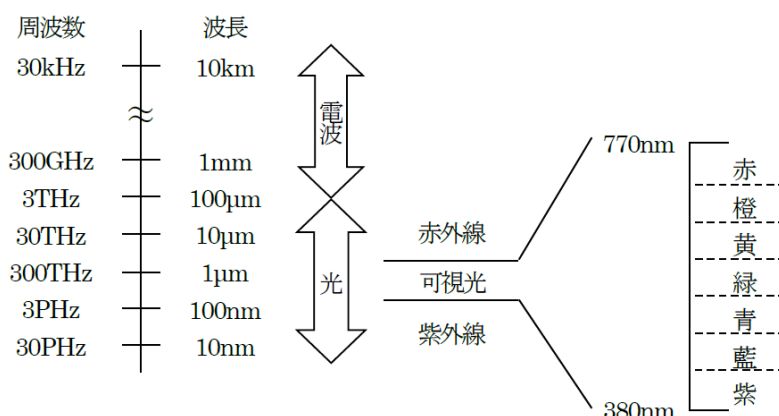 周波数 波長
30kHz 10km
電波
300GHz 1mm
3THz 100µm
30THz 10µm
300THz 1µm
3PHz 100nm
30PHz 10nm
光
赤外線
可視光
紫外線
770nm
赤
橙
黄
緑
青
藍
紫
380nm